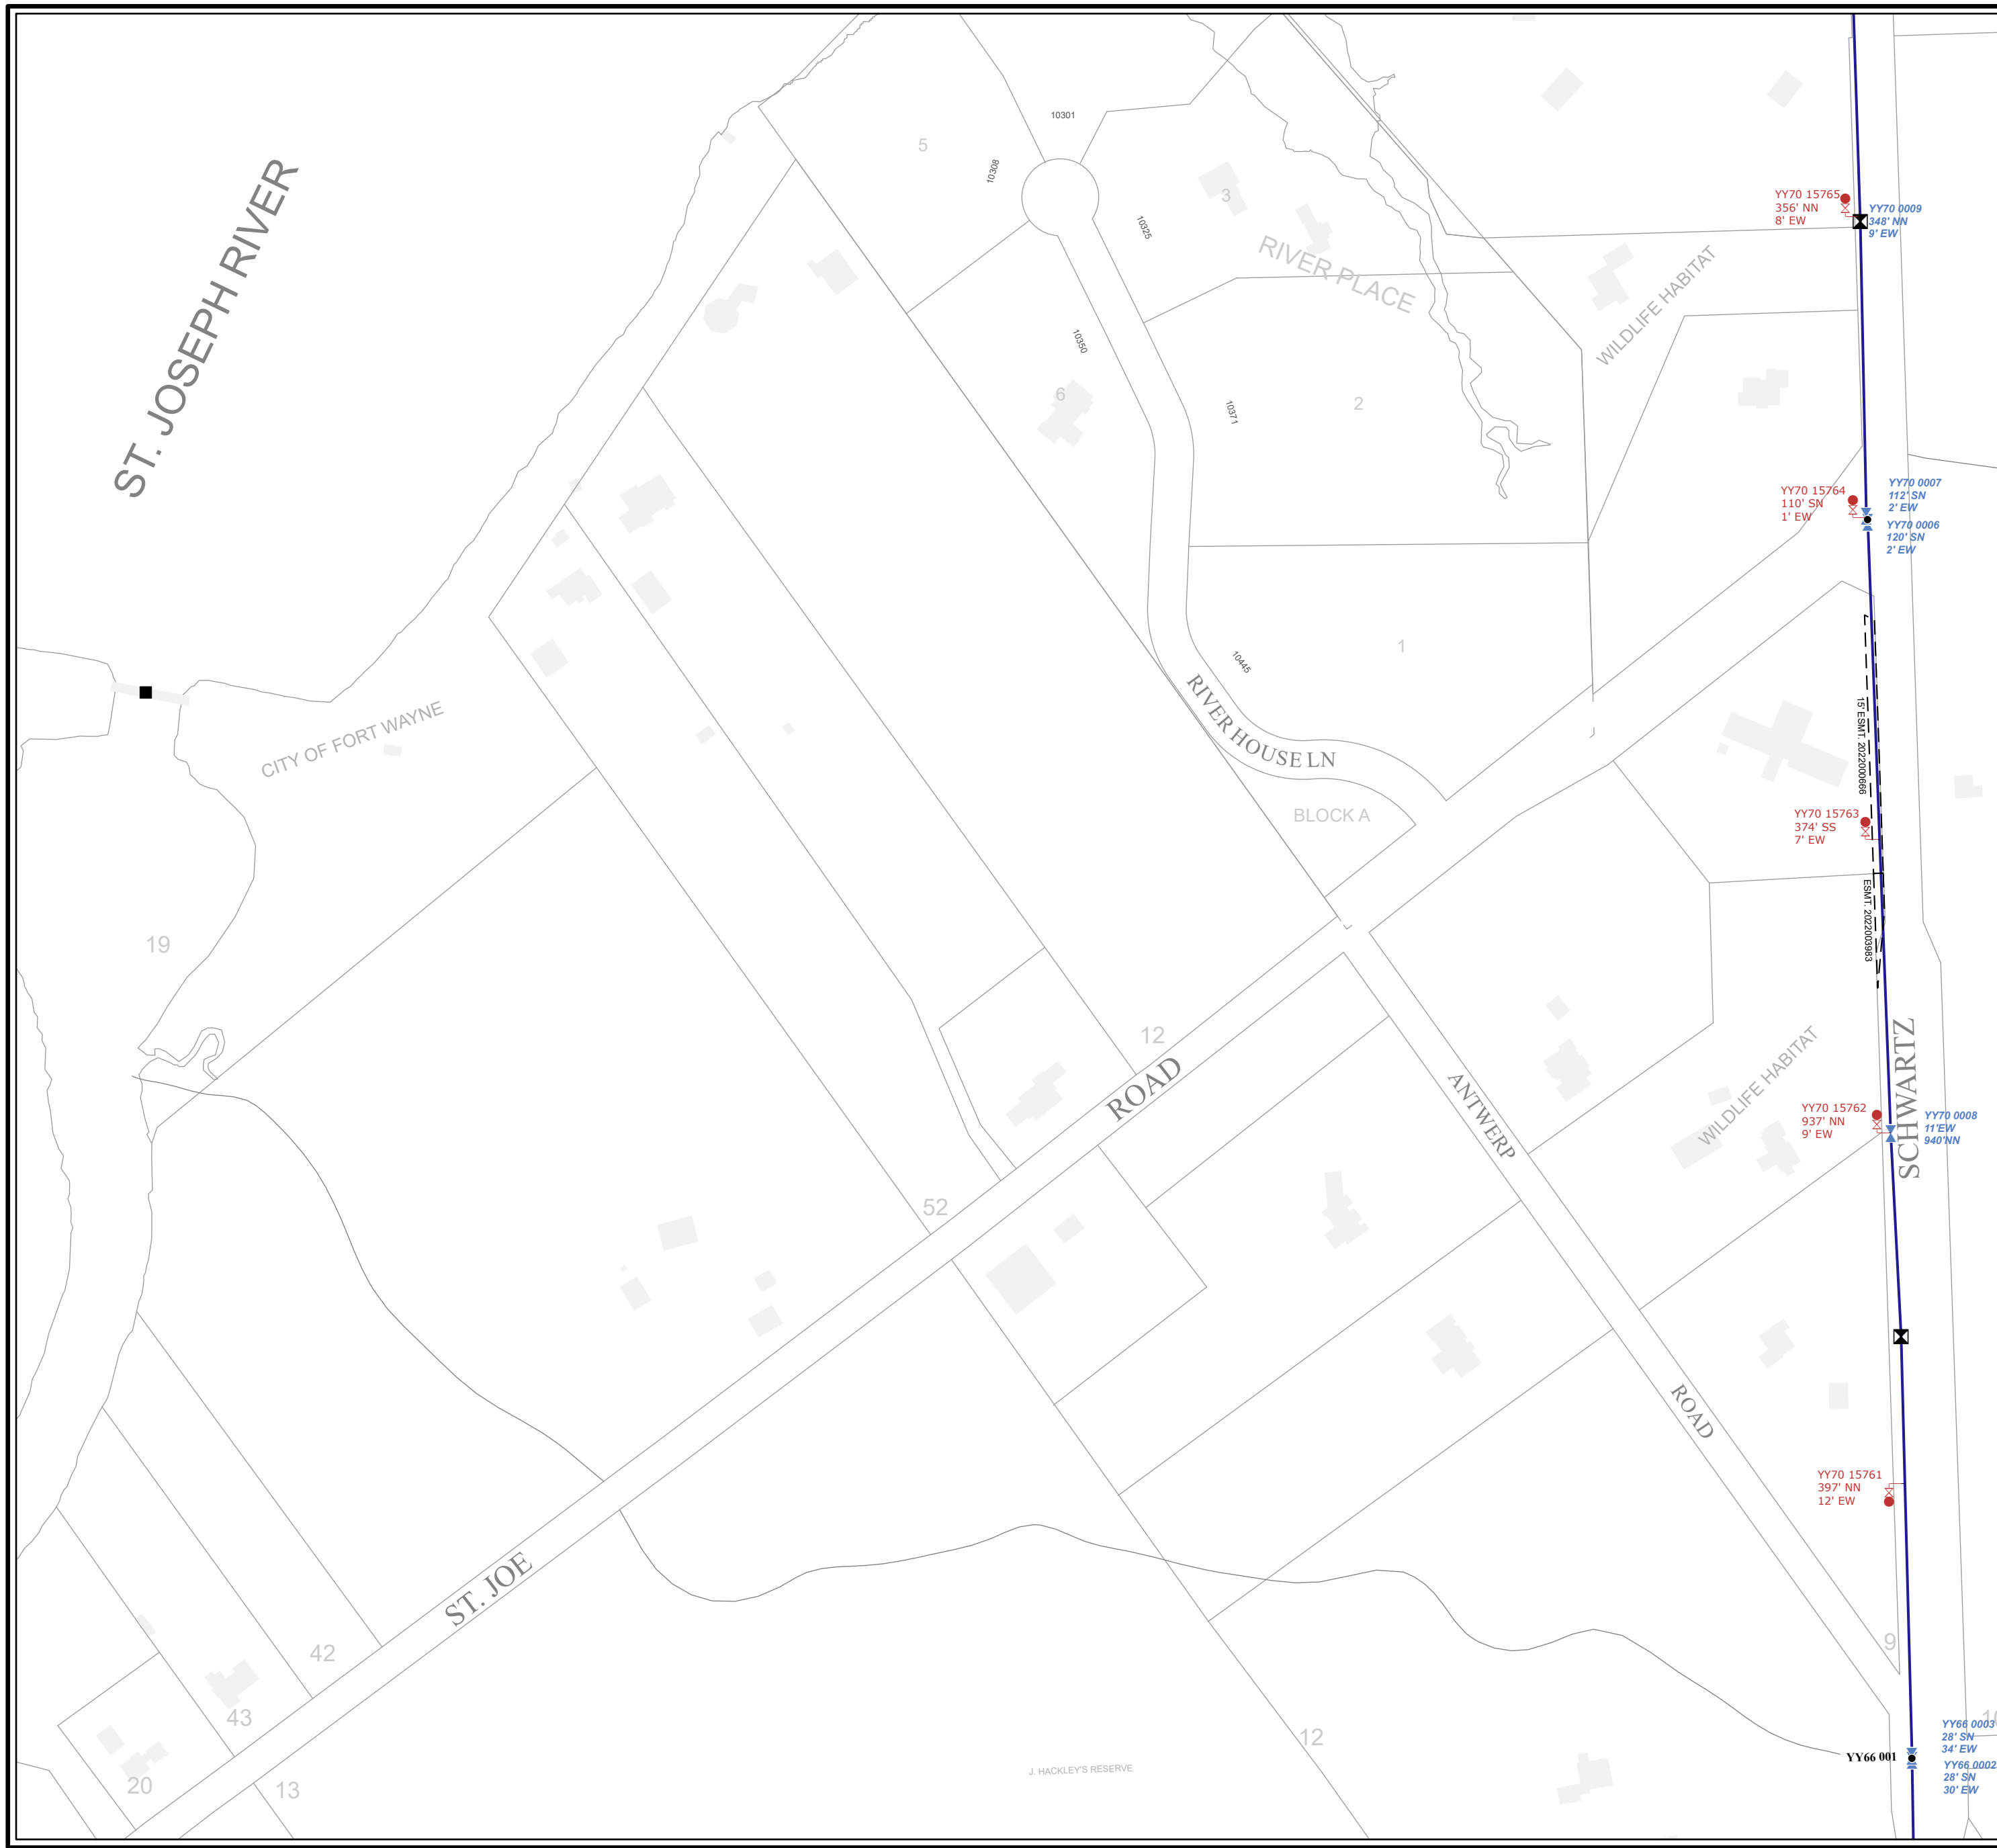 10301
5
10308
ST. JOSEPH RIVER
3
YY70 15765
356' NN
8' EW
YY70 0009
348' NN
9' EW
10325
RIVER PLACE
WILDLIFE HABITAT
10350
6
10371
2
YY70 15764
110' SN
1' EW
YY70 0007
112' SN
2' EW
YY70 0006
120' SN
2' EW
1
10445
RIVER HOUSE LN
15' ESMT. 2022000666
CITY OF FORT WAYNE
BLOCK A
YY70 15763
374' SS
7' EW
ESMT. 2022003983
19
12
ROAD
ANTWERP
WILDLIFE HABITAT
SCHWARTZ
YY70 15762
937' NN
9' EW
YY70 0008
11'EW
940'NN
52
ROAD
YY70 15761
397' NN
12' EW
ST. JOE
42
9
43
12
YY66 0003
28' SN
34' EW
YY66 001
YY66 0002
28' SN
30' EW
J. HACKLEY'S RESERVE
20
13